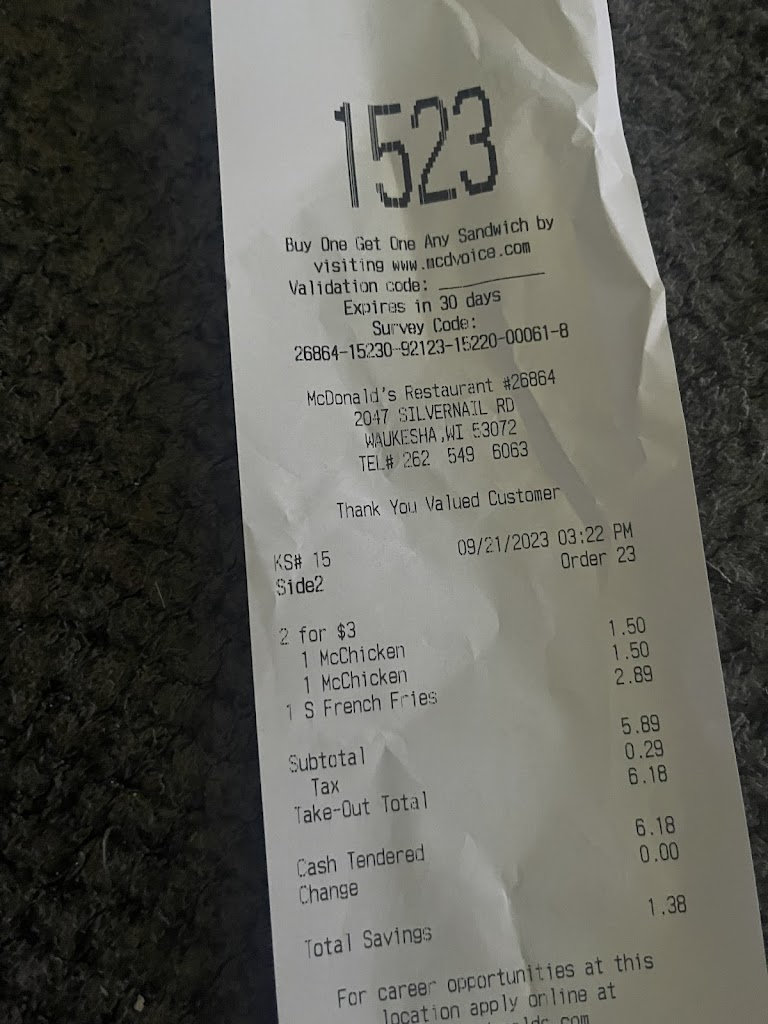 1523
Buy One Get One Any Sandwich by
visiting www.mcdvoice.com
Validation code: ____________
Expires in 30 days
Survey Code:
26864-15230-92123-15220-00061-8
McDonald's Restaurant #26864
2047 SILVERNAIL RD
WAUKESHA ,WI 53072
TEL# 262 549 6063
Thank You Valued Customer
KS# 15 09/21/2023 03:22 PM
Side2 Order 23
2 for $3
1 McChicken 1.50
1 McChicken 1.50
1 S French Fries 2.89
Subtotal 5.89
Tax 0.29
Take-Out Total 6.18
Cash Tendered 6.18
Change 0.00
Total Savings 1.38
For career opportunities at this
location apply online at